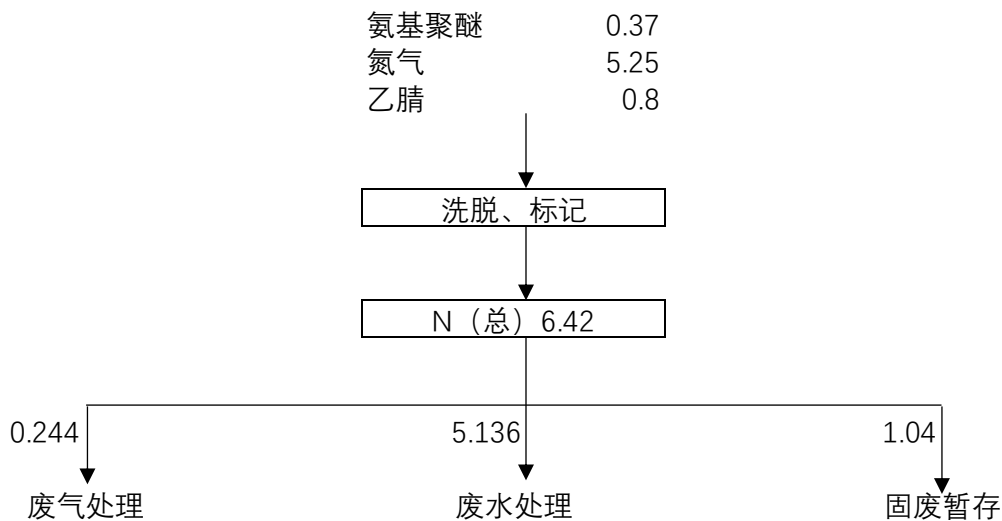 氨基聚醚 0.37
氮气 5.25
乙腈 0.8
洗脱、标记
N（总）6.42
0.244 5.136 1.04
废气处理 废水处理 固废暂存